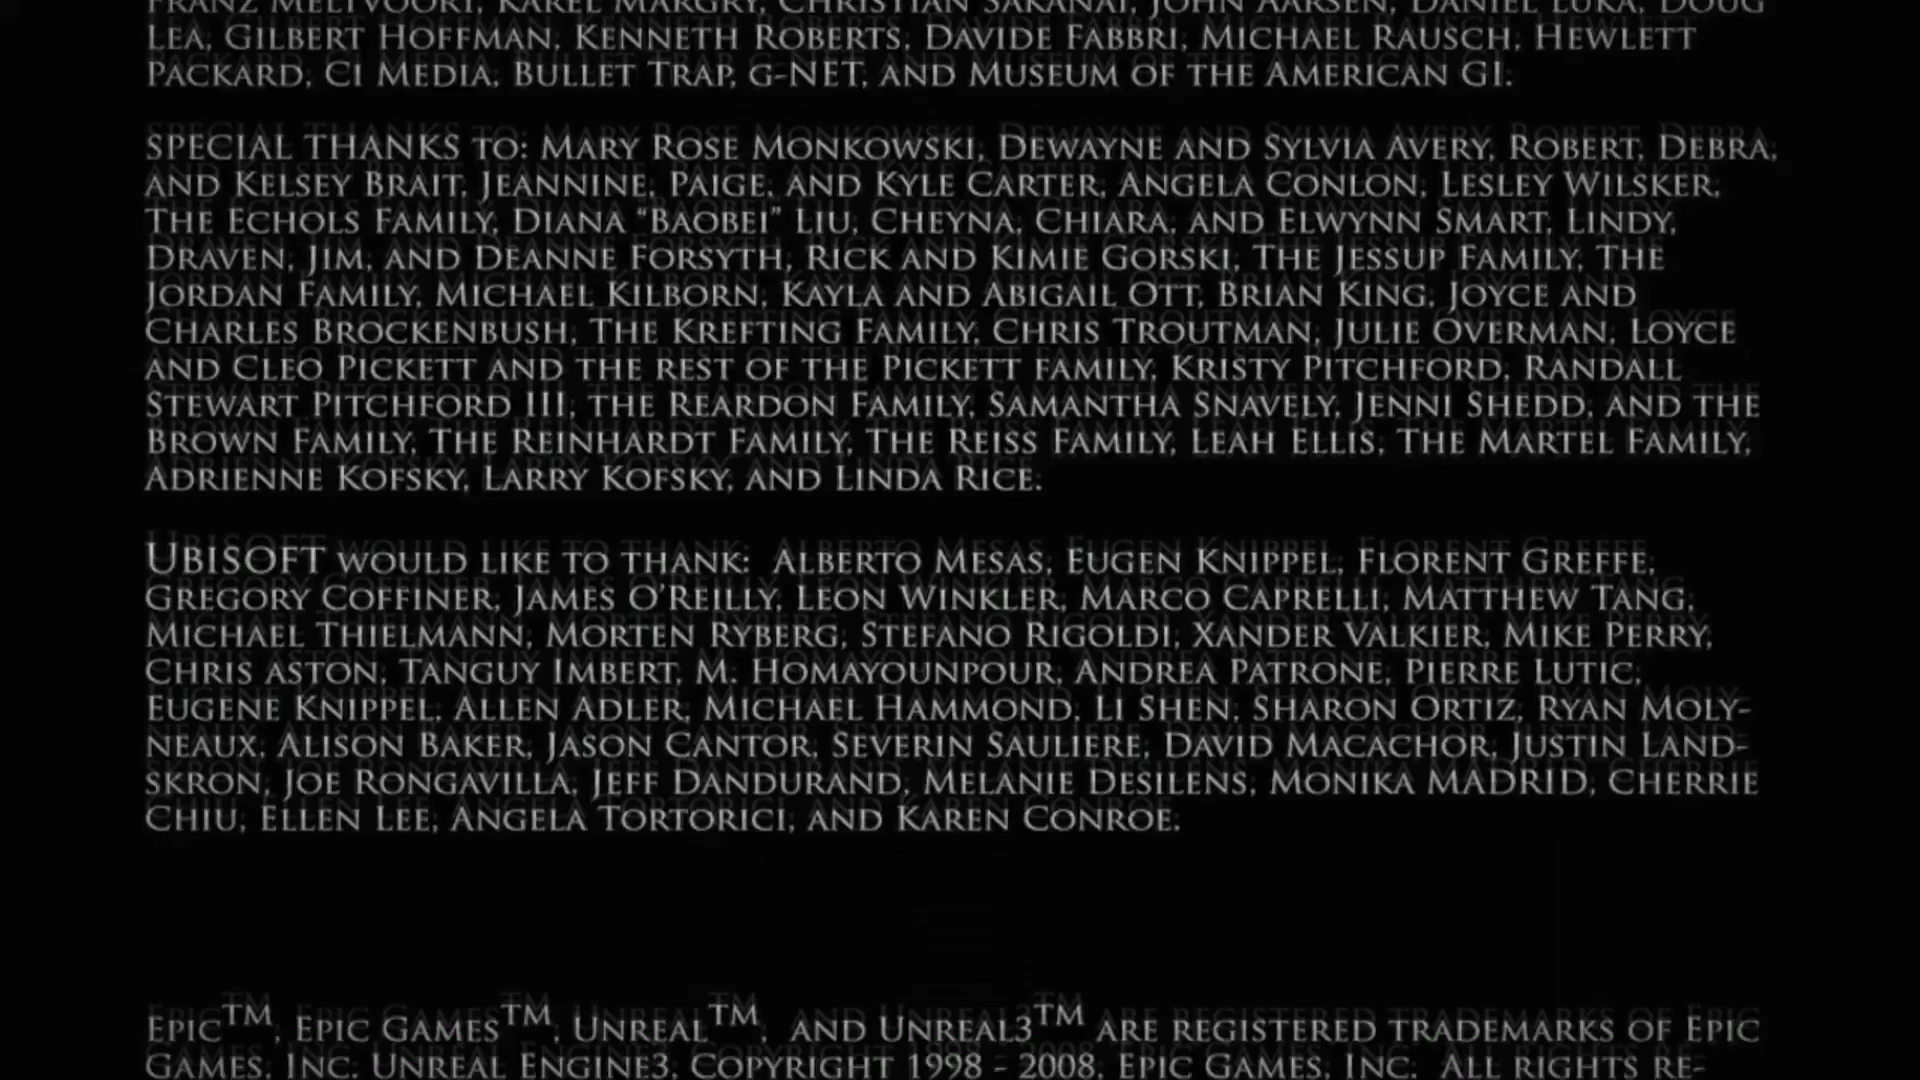 FRANZ MELTVOORT, KAREL MARGRY, CHRISTIAN SAKANAI, JOHN AARSEN, DANIEL LUKA, DOUG
LEA, GILBERT HOFFMAN, KENNETH ROBERTS, DAVIDE FABBRI, MICHAEL RAUSCH, HEWLETT
PACKARD, CI MEDIA, BULLET TRAP, G-NET, AND MUSEUM OF THE AMERICAN GI.
SPECIAL THANKS TO: MARY ROSE MONKOWSKI, DEWAYNE AND SYLVIA AVERY, ROBERT, DEBRA,
AND KELSEY BRAIT, JEANNINE, PAIGE, AND KYLE CARTER, ANGELA CONLON, LESLEY WILSKER,
THE ECHOLS FAMILY, DIANA “BAOBEI” LIU, CHEYNA, CHIARA, AND ELWYNN SMART, LINDY,
DRAVEN, JIM, AND DEANNE FORSYTH, RICK AND KIMIE GORSKI, THE JESSUP FAMILY, THE
JORDAN FAMILY, MICHAEL KILBORN, KAYLA AND ABIGAIL OTT, BRIAN KING, JOYCE AND
CHARLES BROCKENBUSH, THE KREFTING FAMILY, CHRIS TROUTMAN, JULIE OVERMAN, LOYCE
AND CLEO PICKETT AND THE REST OF THE PICKETT FAMILY, KRISTY PITCHFORD, RANDALL
STEWART PITCHFORD III, THE REARDON FAMILY, SAMANTHA SNAVELY, JENNI SHEDD, AND THE
BROWN FAMILY, THE REINHARDT FAMILY, THE REISS FAMILY, LEAH ELLIS, THE MARTEL FAMILY,
ADRIENNE KOFSKY, LARRY KOFSKY, AND LINDA RICE.
UBISOFT WOULD LIKE TO THANK: ALBERTO MESAS, EUGEN KNIPPEL, FLORENT GREFFE,
GREGORY COFFINER, JAMES O’REILLY, LEON WINKLER, MARCO CAPRELLI, MATTHEW TANG,
MICHAEL THIELMANN, MORTEN RYBERG, STEFANO RIGOLDI, XANDER VALKIER, MIKE PERRY,
CHRIS ASTON, TANGUY IMBERT, M. HOMAYOUNPOUR, ANDREA PATRONE, PIERRE LUTIC,
EUGENE KNIPPEL, ALLEN ADLER, MICHAEL HAMMOND, LI SHEN, SHARON ORTIZ, RYAN MOLY-
NEAUX, ALISON BAKER, JASON CANTOR, SEVERIN SAULIERE, DAVID MACACHOR, JUSTIN LAND-
SKRON, JOE RONGAVILLA, JEFF DANDURAND, MELANIE DESILENS, MONIKA MADRID, CHERRIE
CHIU, ELLEN LEE, ANGELA TORTORICI, AND KAREN CONROE.
EPIC™, EPIC GAMES™, UNREAL™, AND UNREAL3™ ARE REGISTERED TRADEMARKS OF EPIC
GAMES, INC. UNREAL ENGINE3, COPYRIGHT 1998 - 2008, EPIC GAMES, INC. ALL RIGHTS RE-